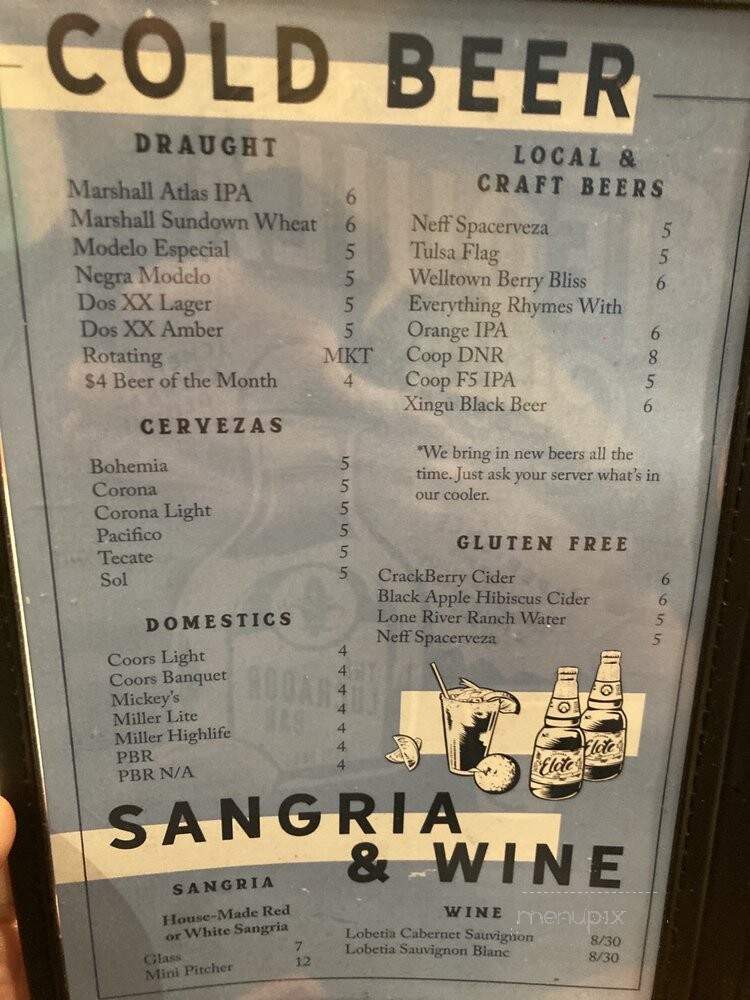 COLD BEER
DRAUGHT
Marshall Atlas IPA 6
Marshall Sundown Wheat 6
Modelo Especial 5
Negra Modelo 5
Dos XX Lager 5
Dos XX Amber 5
Rotating MKT
$4 Beer of the Month 4
CERVEZAS
Bohemia 5
Corona 5
Corona Light 5
Pacifico 5
Tecate 5
Sol 5
DOMESTICS
Coors Light 4
Coors Banquet 4
Mickey's 4
Miller Lite 4
Miller Highlife 4
PBR 4
PBR N/A 4
LOCAL &
CRAFT BEERS
Neff Spacerveza 5
Tulsa Flag 5
Welltown Berry Bliss 6
Everything Rhymes With
Orange IPA 6
Coop DNR 8
Coop F5 IPA 5
Xingu Black Beer 6
*We bring in new beers all the
time. Just ask your server what's in
our cooler.
GLUTEN FREE
CrackBerry Cider 6
Black Apple Hibiscus Cider 6
Lone River Ranch Water 5
Neff Spacerveza 5
Elote
Elote
SANGRIA
& WINE
SANGRIA
House-Made Red
or White Sangria
Glass 7
Mini Pitcher 12
WINE
Lobetia Cabernet Sauvignon 8/30
Lobetia Sauvignon Blanc 8/30
menupix